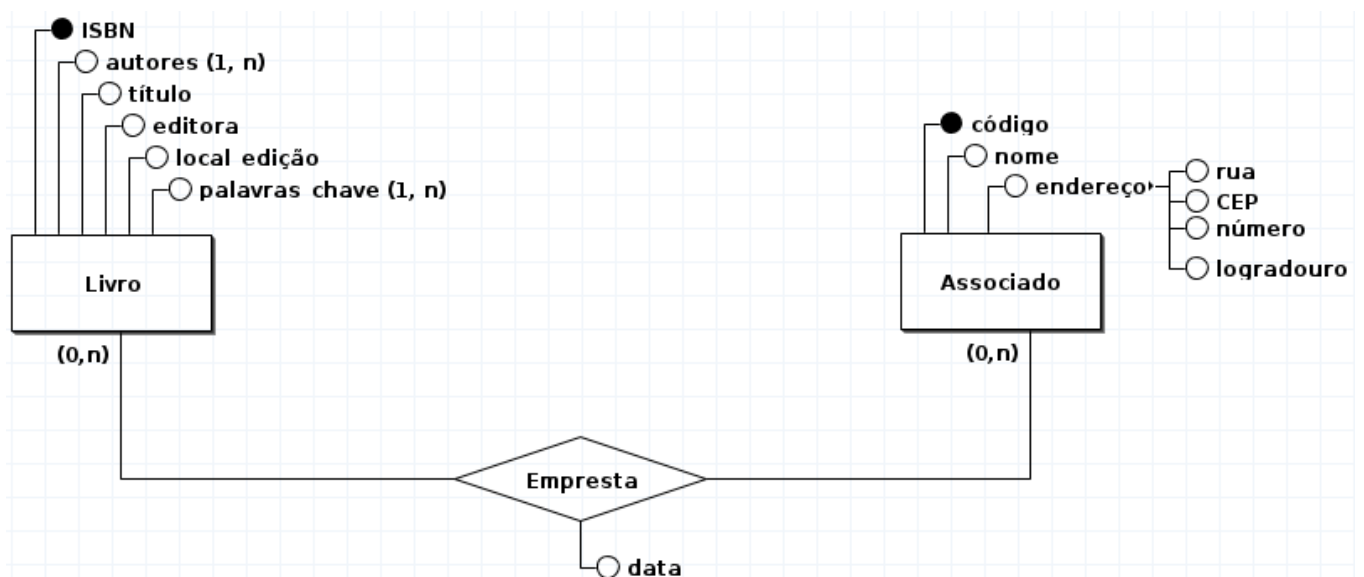 ISBN
autores (1, n)
título
editora
local edição
palavras chave (1, n)
Livro
(0,n)
código
nome
endereço
rua
CEP
número
logradouro
Associado
(0,n)
Empresta
data